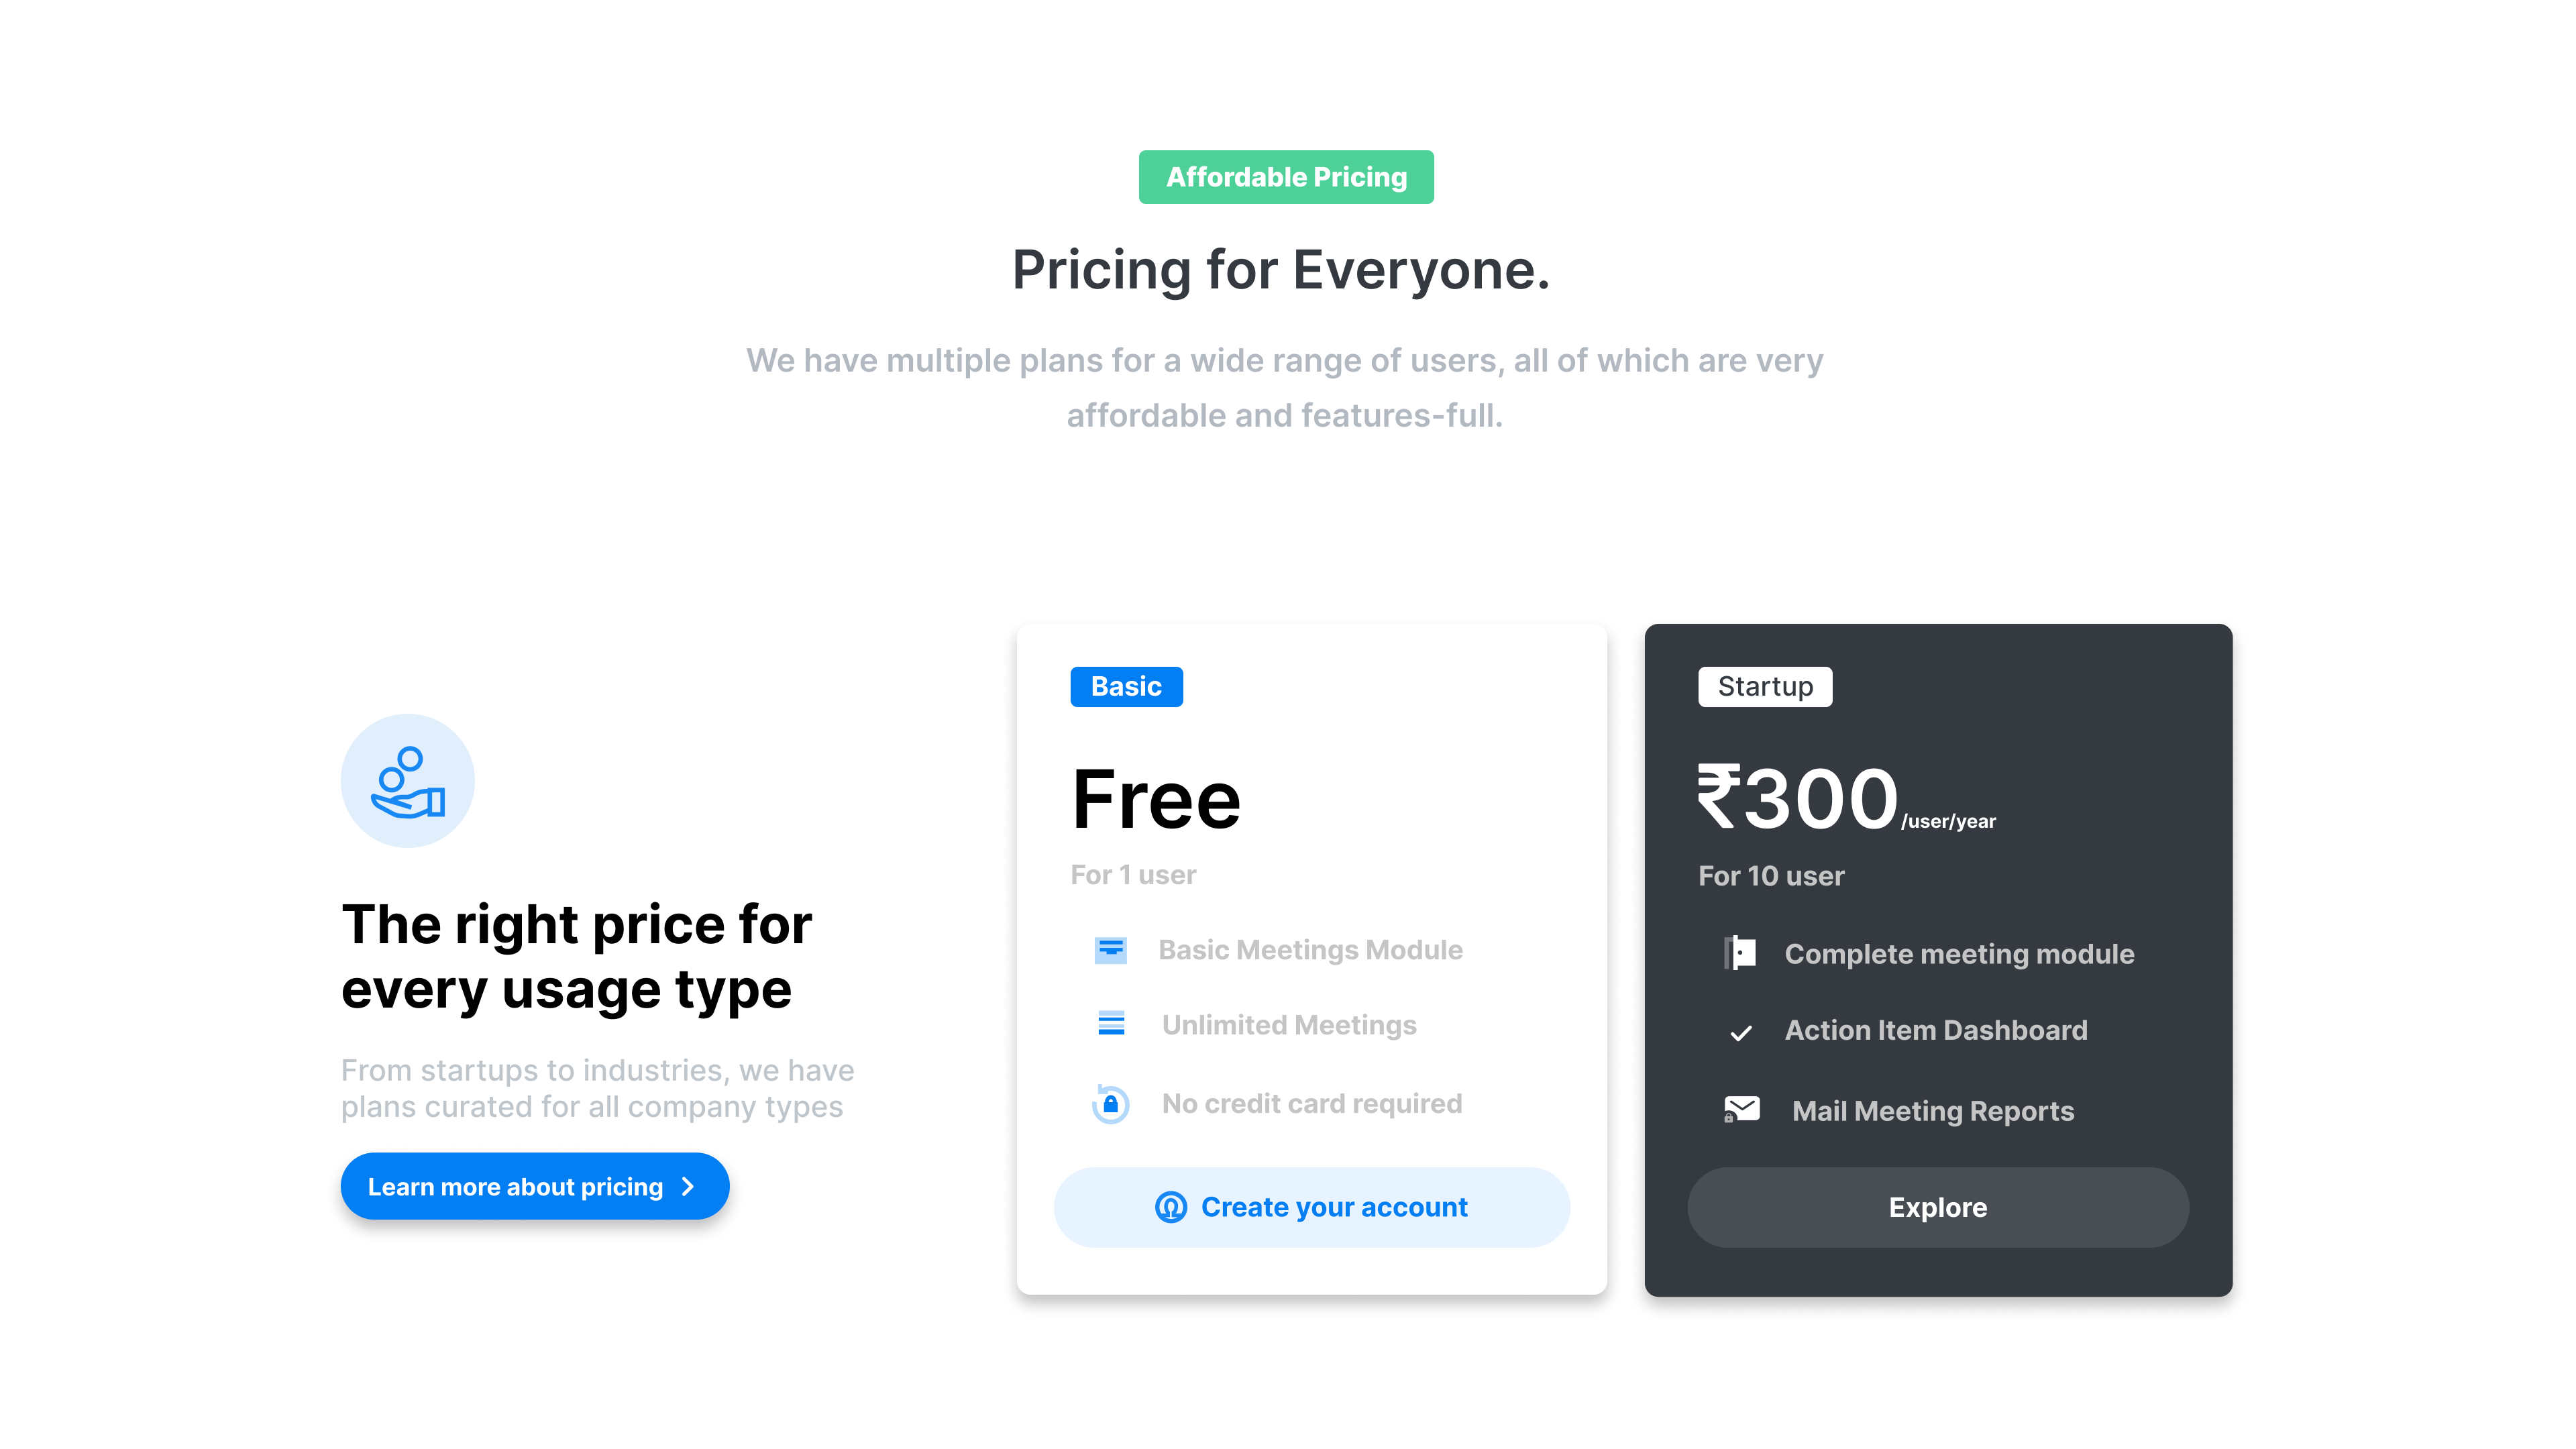 Affordable Pricing
Pricing for Everyone.
We have multiple plans for a wide range of users, all of which are very
affordable and features-full.
The right price for
every usage type
From startups to industries, we have
plans curated for all company types
Learn more about pricing
Basic
Free
For 1 user
Basic Meetings Module
Unlimited Meetings
No credit card required
Create your account
Startup
₹300/user/year
For 10 user
Complete meeting module
Action Item Dashboard
Mail Meeting Reports
Explore